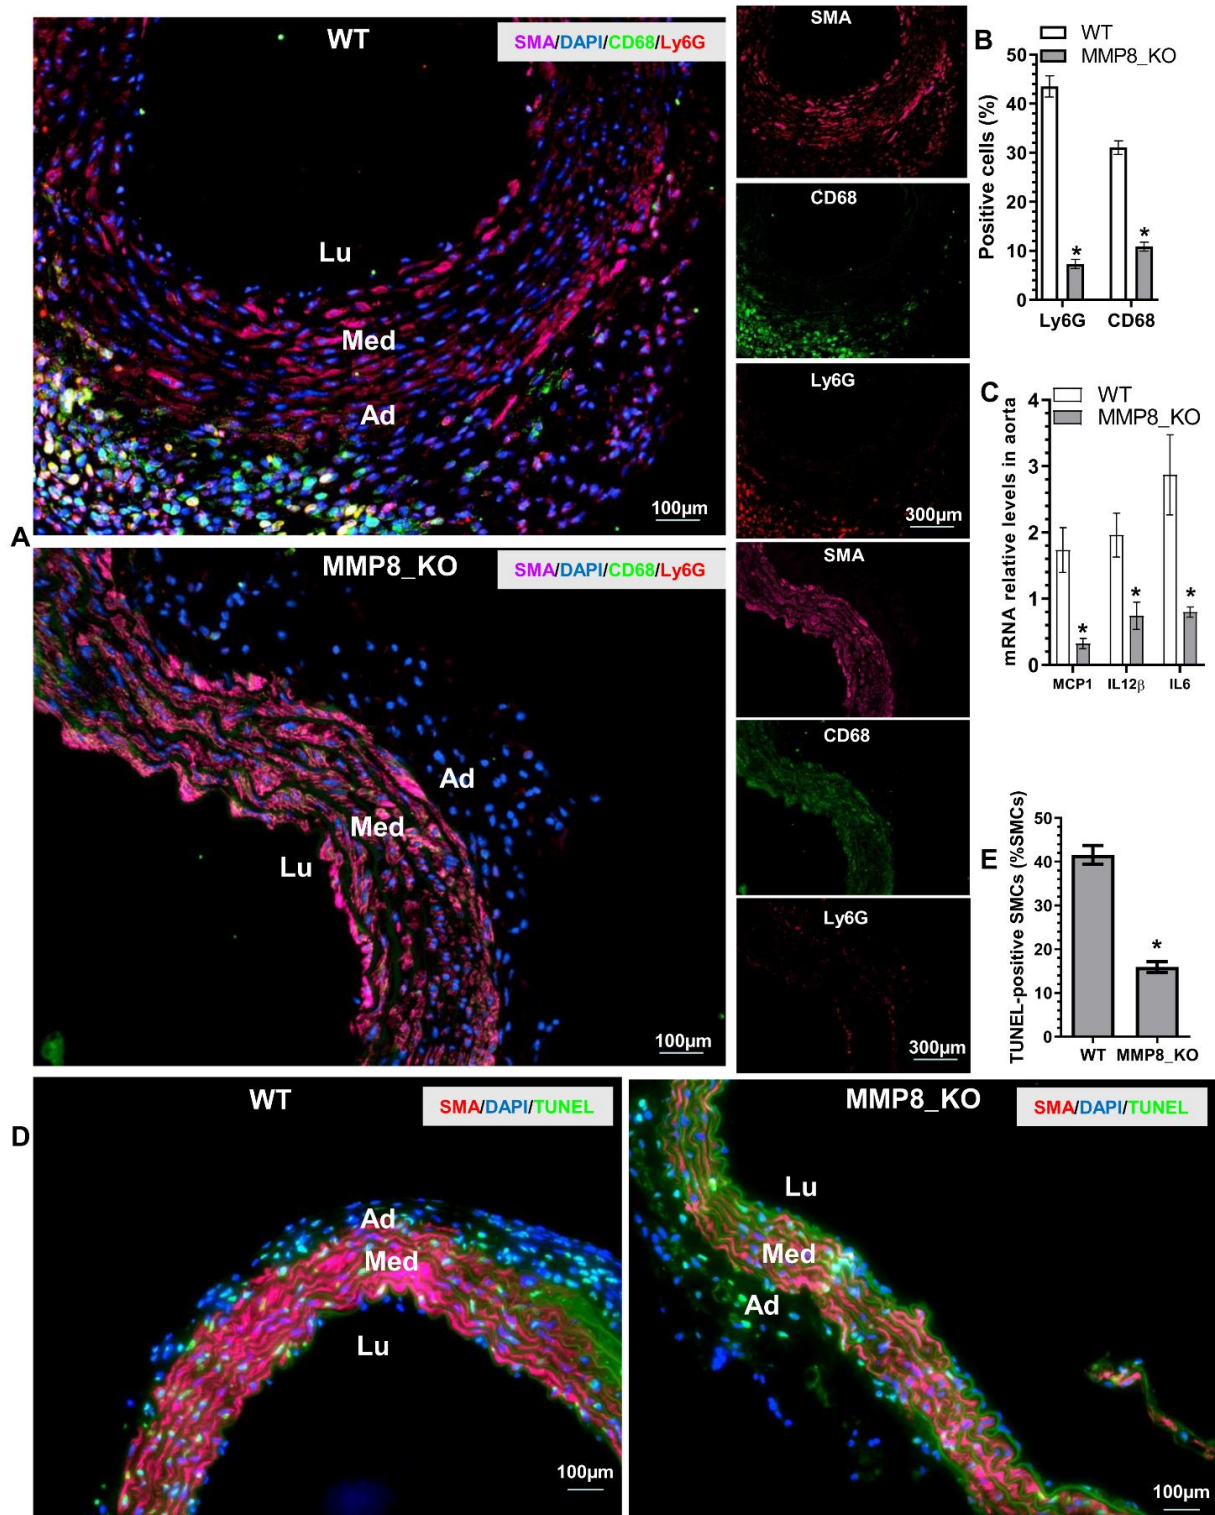 A
WT
SMA/DAPI/CD68/Ly6G
Lu
Med
Ad
100µm
MMP8_KO
SMA/DAPI/CD68/Ly6G
Ad
Med
Lu
100µm
SMA
CD68
Ly6G
300µm
SMA
CD68
Ly6G
300µm
B
WT
MMP8_KO
Positive cells (%)
50
40
30
20
10
0
Ly6G CD68
* *
C
WT
MMP8_KO
mRNA relative levels in aorta
4
3
2
1
0
MCP1 IL12β IL6
* * *
E
TUNEL-positive SMCs (%SMCs)
50
40
30
20
10
0
WT MMP8_KO
*
D
WT
SMA/DAPI/TUNEL
Ad
Med
Lu
100µm
MMP8_KO
SMA/DAPI/TUNEL
Lu
Med
Ad
100µm